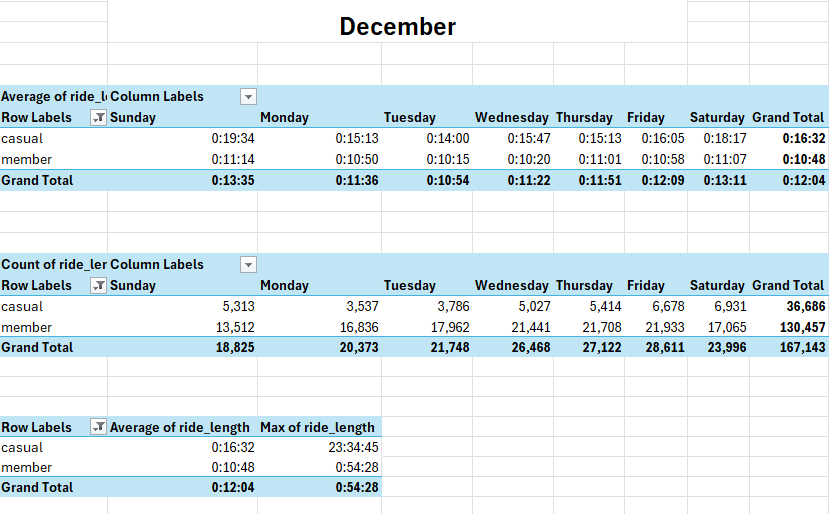 December
Average of ride_l Column Labels
Row Labels Sunday Monday Tuesday Wednesday Thursday Friday Saturday Grand Total
casual 0:19:34 0:15:13 0:14:00 0:15:47 0:15:13 0:16:05 0:18:17 0:16:32
member 0:11:14 0:10:50 0:10:15 0:10:20 0:11:01 0:10:58 0:11:07 0:10:48
Grand Total 0:13:35 0:11:36 0:10:54 0:11:22 0:11:51 0:12:09 0:13:11 0:12:04
Count of ride_ler Column Labels
Row Labels Sunday Monday Tuesday Wednesday Thursday Friday Saturday Grand Total
casual 5,313 3,537 3,786 5,027 5,414 6,678 6,931 36,686
member 13,512 16,836 17,962 21,441 21,708 21,933 17,065 130,457
Grand Total 18,825 20,373 21,748 26,468 27,122 28,611 23,996 167,143
Row Labels Average of ride_length Max of ride_length
casual 0:16:32 23:34:45
member 0:10:48 0:54:28
Grand Total 0:12:04 0:54:28